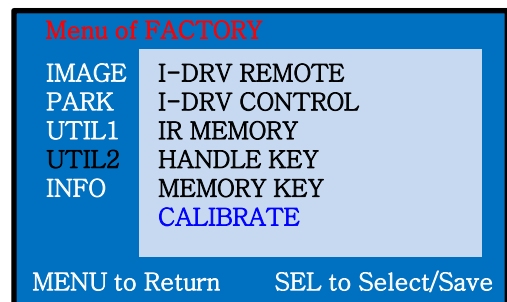 Menu of FACTORY
IMAGE I-DRV REMOTE
PARK I-DRV CONTROL
UTIL1 IR MEMORY
UTIL2 HANDLE KEY
INFO MEMORY KEY
CALIBRATE
MENU to Return SEL to Select/Save